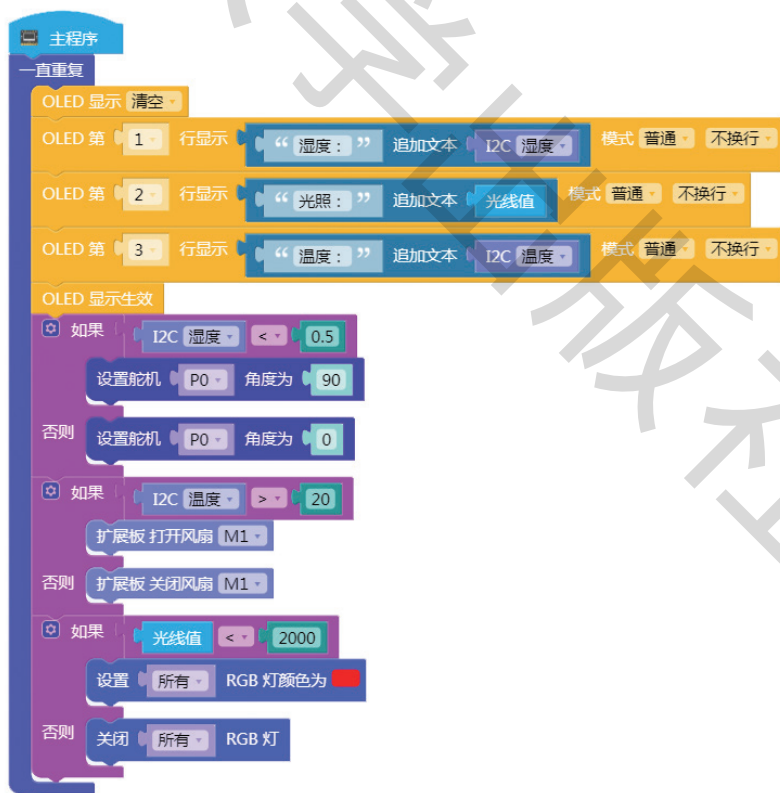 主程序
一直重复
OLED 显示 清空
OLED 第 1 行显示 “ 湿度： ” 追加文本 I2C 湿度 模式 普通 不换行
OLED 第 2 行显示 “ 光照： ” 追加文本 光线值 模式 普通 不换行
OLED 第 3 行显示 “ 温度： ” 追加文本 I2C 温度 模式 普通 不换行
OLED 显示生效
如果 I2C 湿度 < 0.5
设置舵机 P0 角度为 90
否则 设置舵机 P0 角度为 0
如果 I2C 温度 > 20
扩展板 打开风扇 M1
否则 扩展板 关闭风扇 M1
如果 光线值 < 2000
设置 所有 RGB 灯颜色为
否则 关闭 所有 RGB 灯
学出版社